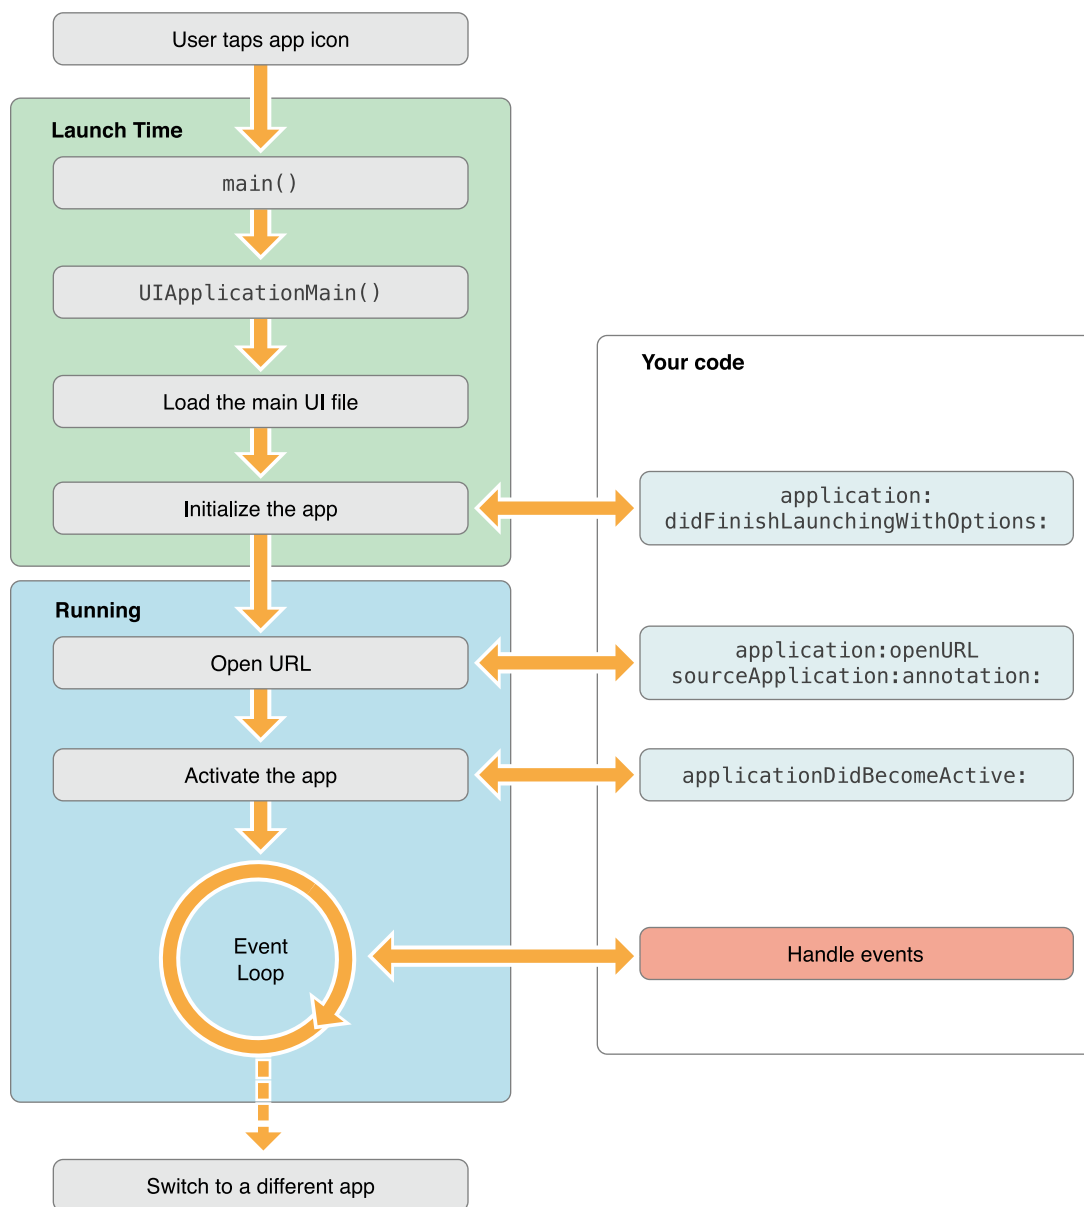 User taps app icon
Launch Time
main()
UIApplicationMain()
Load the main UI file
Initialize the app
Running
Open URL
Activate the app
Event
Loop
Switch to a different app
Your code
application:
didFinishLaunchingWithOptions:
application:openURL
sourceApplication:annotation:
applicationDidBecomeActive:
Handle events